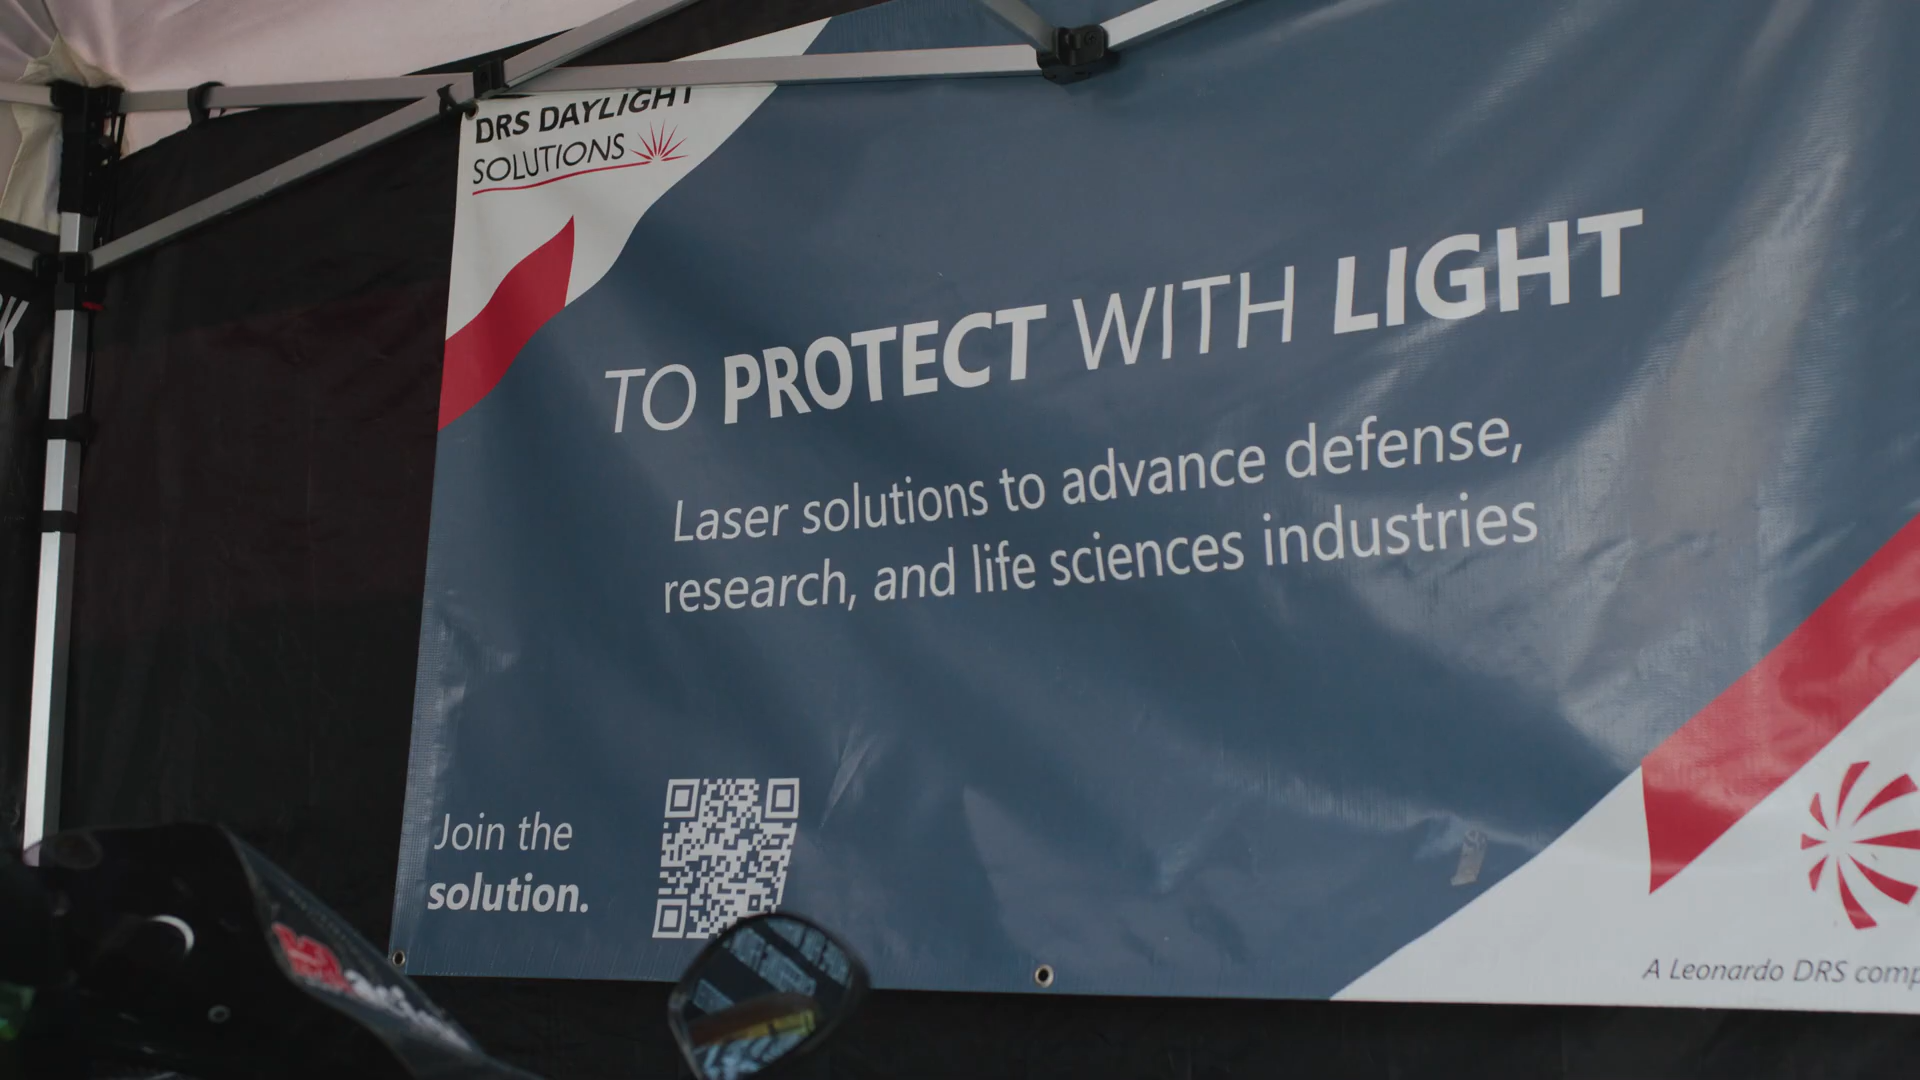 DRS DAYLIGHT
SOLUTIONS
TO PROTECT WITH LIGHT
Laser solutions to advance defense,
research, and life sciences industries
Join the
solution.
A Leonardo DRS comp